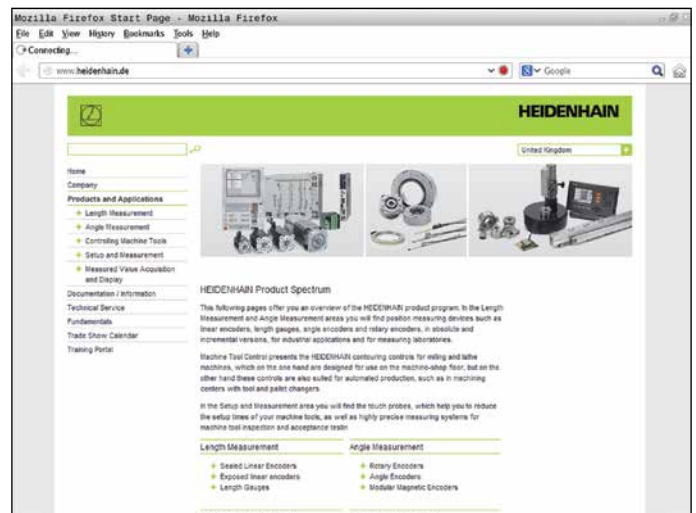 Mozilla Firefox Start Page - Mozilla Firefox
File Edit View History Bookmarks Tools Help
Connecting...
www.heidenhain.de
Google
HEIDENHAIN
United Kingdom
Home
Company
Products and Applications
Length Measurement
Angle Measurement
Controlling Machine Tools
Setup and Measurement
Measured Value Acquisition
and Display
Documentation / Information
Technical Service
Fundamentals
Trade Show Calendar
Training Portal
HEIDENHAIN Product Spectrum
This following pages offer you an overview of the HEIDENHAIN product program. In the Length
Measurement and Angle Measurement areas you will find position measuring devices such as
linear encoders, length gauges, angle encoders and rotary encoders, in absolute and
incremental versions, for industrial applications and for measuring laboratories.
Machine Tool Control presents the HEIDENHAIN contouring controls for milling and lathe
machines, which on the one hand are designed for use on the machine-shop floor, but on the
other hand these controls are also suited for automated production, such as in machining
centers with tool and pallet changers.
In the Setup and Measurement area you will find the touch probes, which help you to reduce
the setup times of your machine tools, as well as highly precise measuring systems for
machine tool inspection and acceptance testin
Length Measurement
Sealed Linear Encoders
Exposed linear encoders
Length Gauges
Angle Measurement
Rotary Encoders
Angle Encoders
Modular Magnetic Encoders